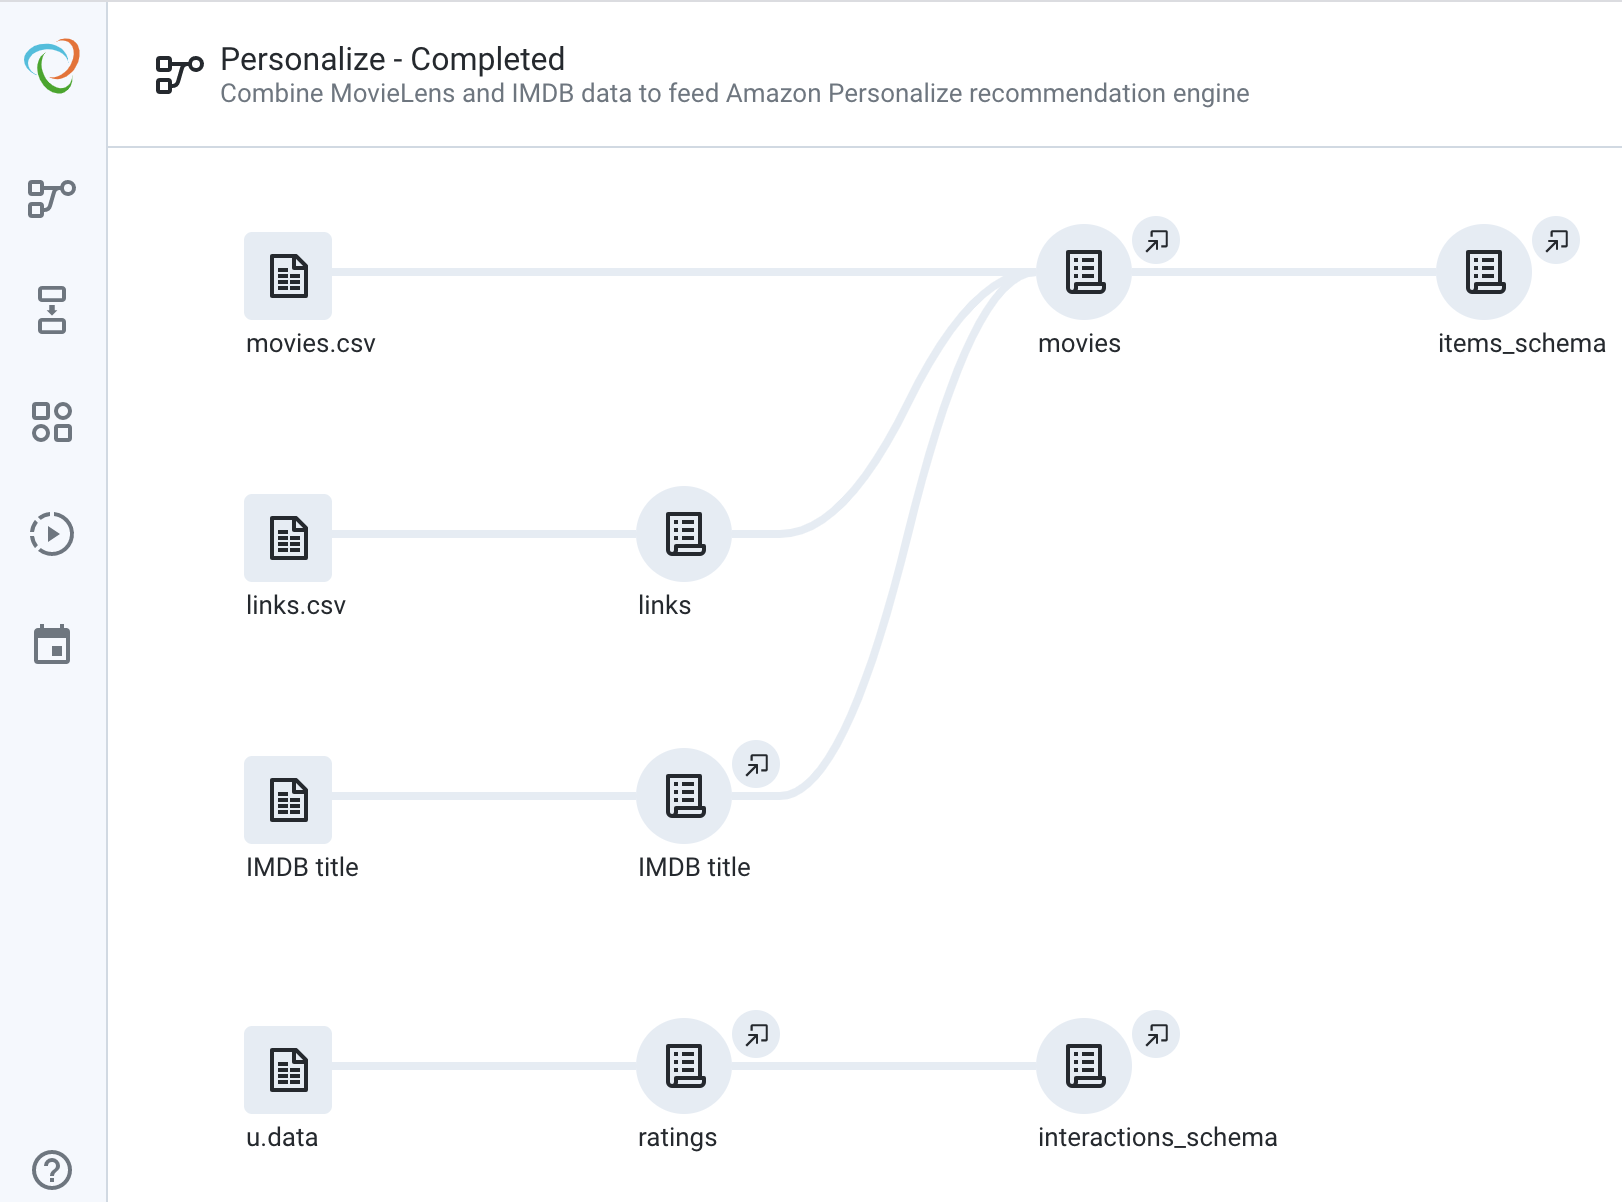 Personalize - Completed
Combine MovieLens and IMDB data to feed Amazon Personalize recommendation engine
movies.csv
movies
items_schema
links.csv
links
IMDB title
IMDB title
u.data
ratings
interactions_schema